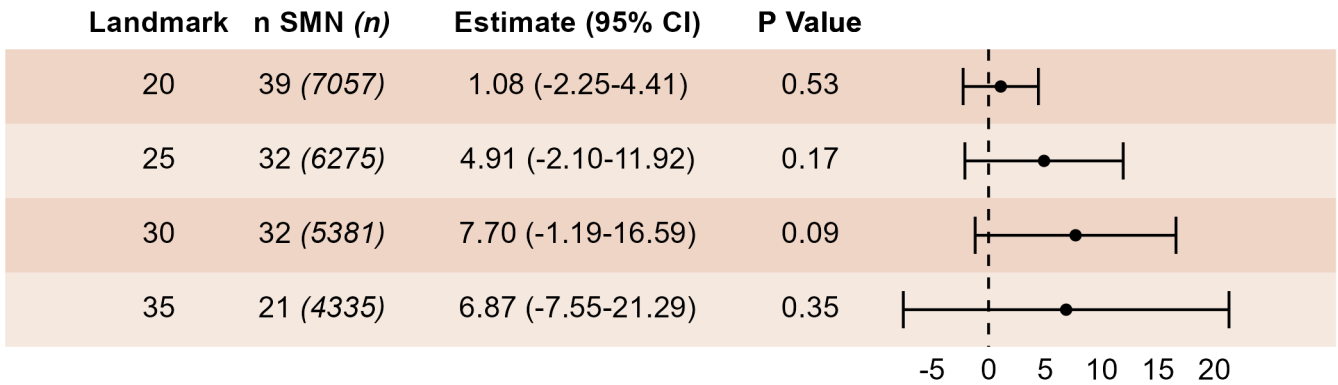 Landmark n SMN (n) Estimate (95% CI) P Value
20 39 (7057) 1.08 (-2.25-4.41) 0.53
25 32 (6275) 4.91 (-2.10-11.92) 0.17
30 32 (5381) 7.70 (-1.19-16.59) 0.09
35 21 (4335) 6.87 (-7.55-21.29) 0.35
-5 0 5 10 15 20